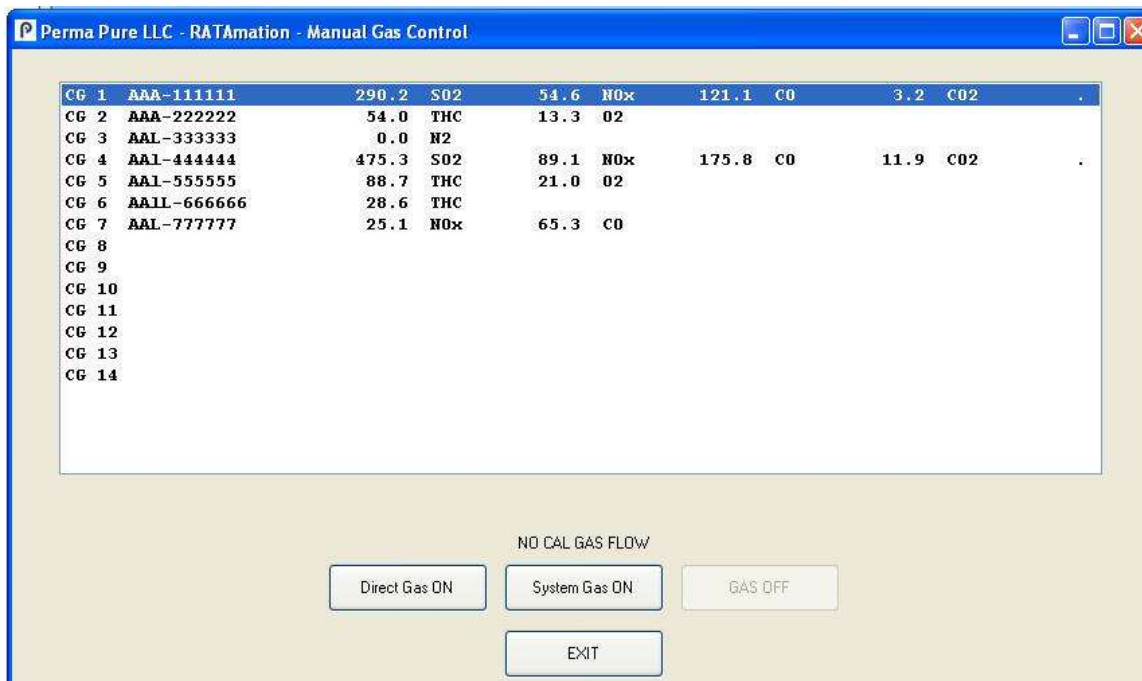 P Perma Pure LLC - RATAmation - Manual Gas Control
CG 1 AAA-111111 290.2 SO2 54.6 NOx 121.1 CO 3.2 CO2 .
CG 2 AAA-222222 54.0 THC 13.3 O2
CG 3 AAL-333333 0.0 N2
CG 4 AA1-444444 475.3 SO2 89.1 NOx 175.8 CO 11.9 CO2 .
CG 5 AA1-555555 88.7 THC 21.0 O2
CG 6 AA1L-666666 28.6 THC
CG 7 AAL-777777 25.1 NOx 65.3 CO
CG 8
CG 9
CG 10
CG 11
CG 12
CG 13
CG 14
NO CAL GAS FLOW
Direct Gas ON System Gas ON GAS OFF
EXIT